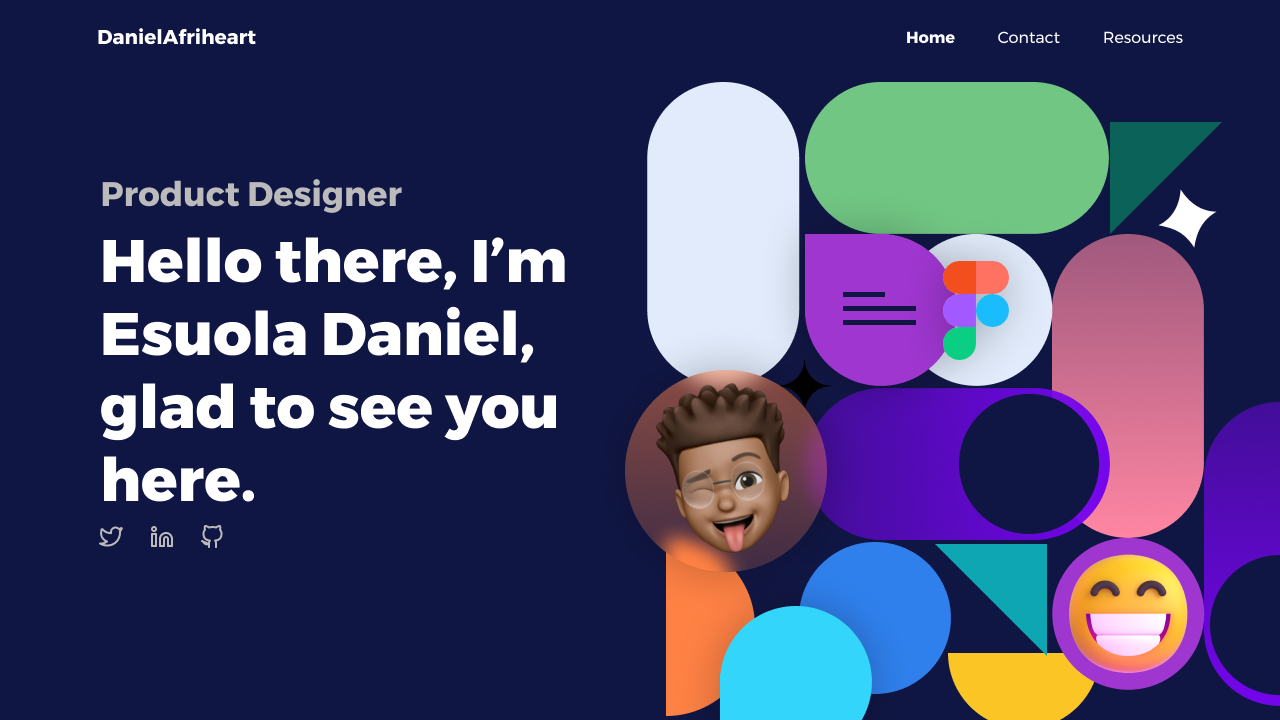 DanielAfriheart
Home Contact Resources
Product Designer
Hello there, I’m
Esuola Daniel,
glad to see you
here.